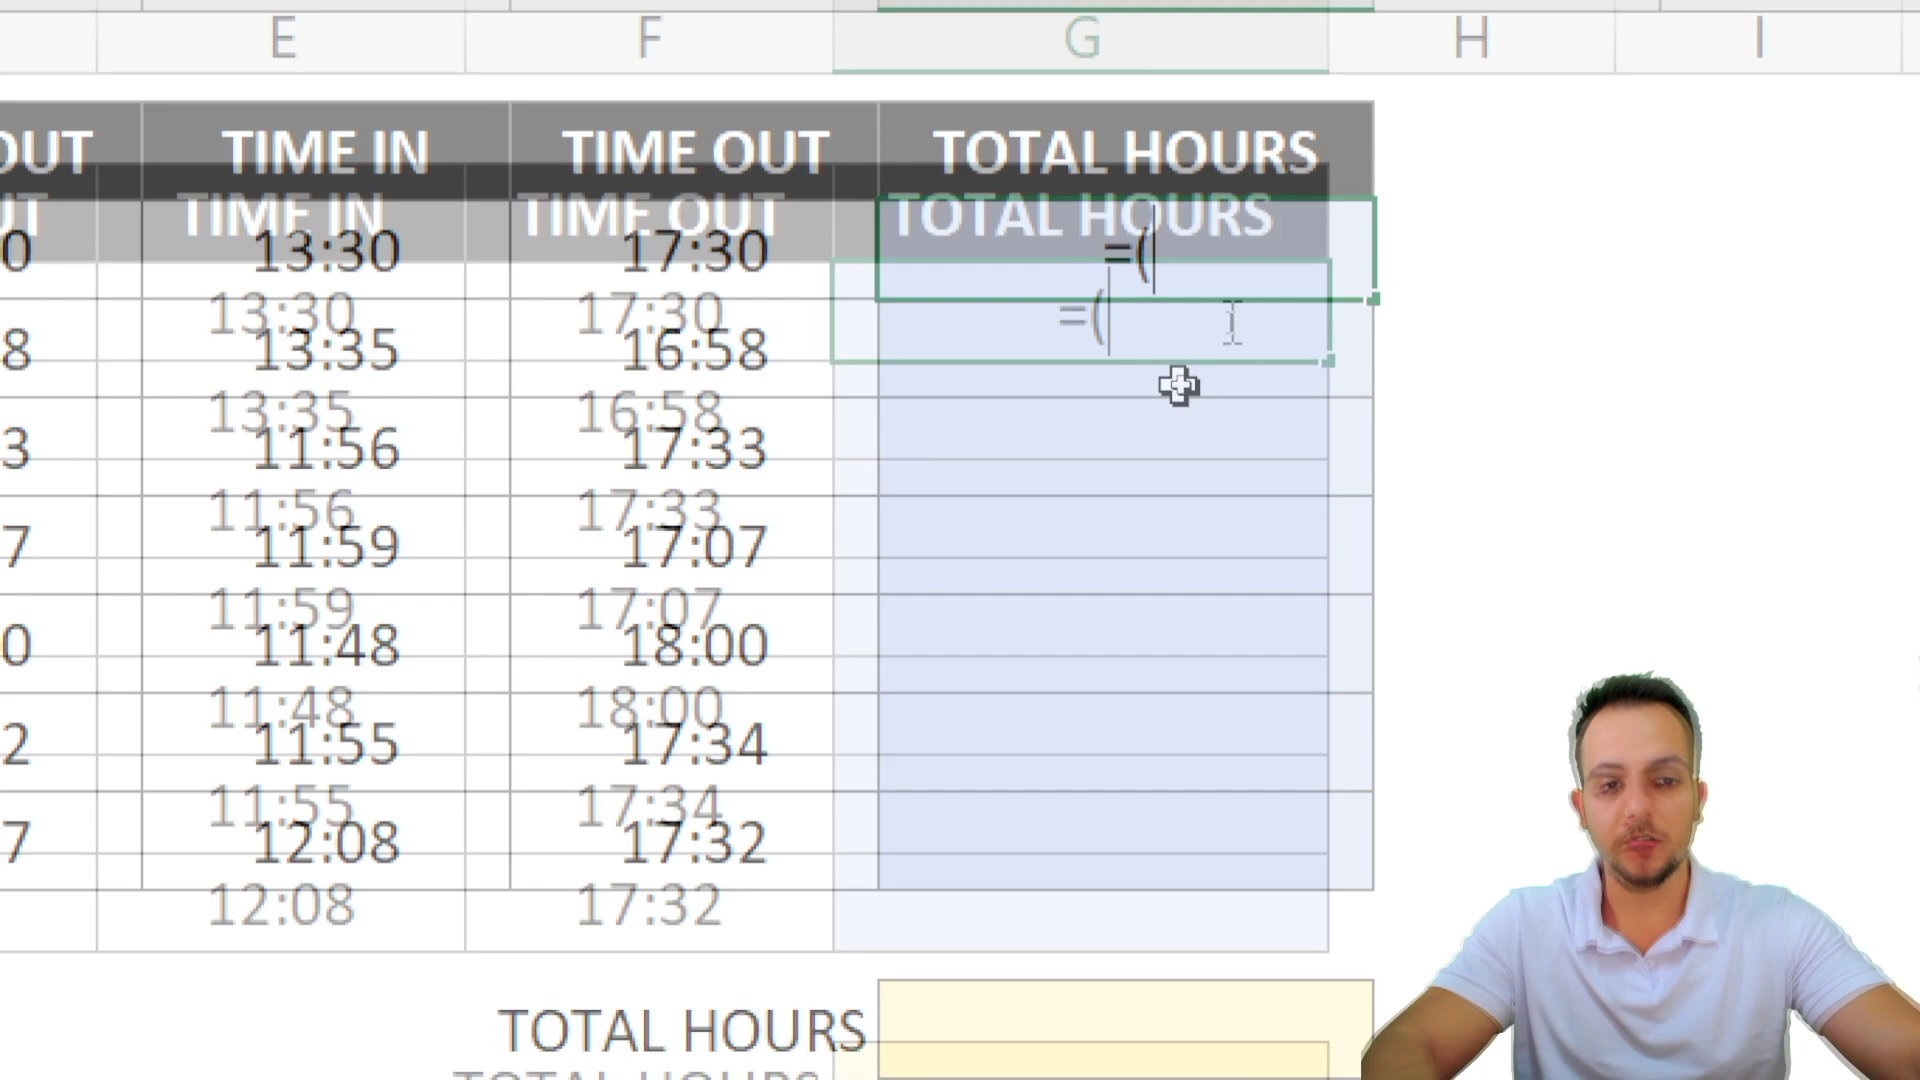 E F G H I
OUT TIME IN TIME OUT TOTAL HOURS
UT TIME IN TIME OUT TOTAL HOURS
0 13:30 17:30 =(
13:30 17:30 =(
8 13:35 16:58
13:35 16:58
3 11:56 17:33
11:56 17:33
7 11:59 17:07
11:59 17:07
0 11:48 18:00
11:48 18:00
2 11:55 17:34
11:55 17:34
7 12:08 17:32
12:08 17:32
TOTAL HOURS
TOTAL HOURS